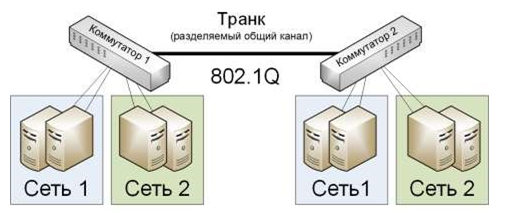 Транк
(разделяемый общий канал)
Коммутатор 1
Коммутатор 2
802.1Q
Сеть 1
Сеть 2
Сеть1
Сеть 2